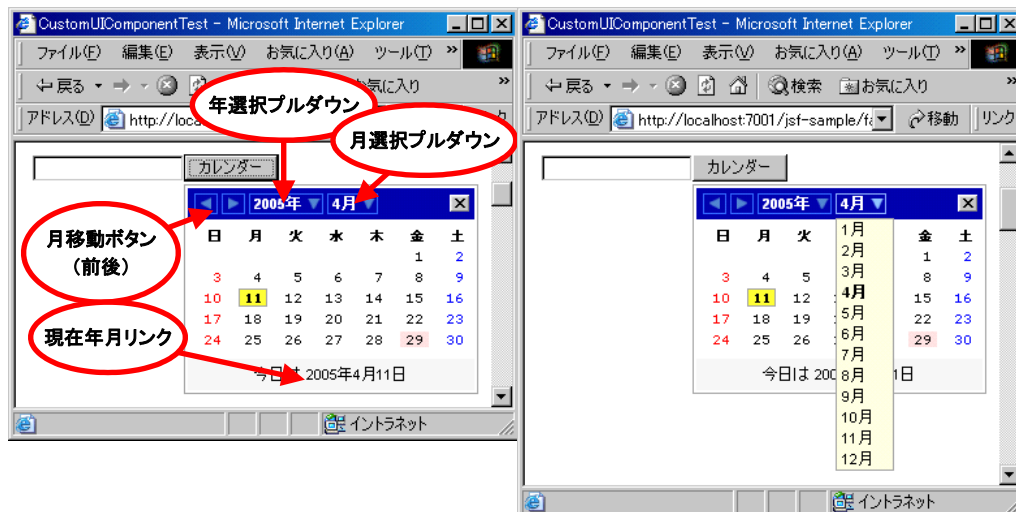 CustomUIComponentTest - Microsoft Internet Explorer
ファイル(F) 編集(E) 表示(V) お気に入り(A) ツール(T) »
戻る お気に入り »
アドレス(D) http://loc
年選択プルダウン
月選択プルダウン
カレンダー
2005年 4月
日 月 火 水 木 金 土
1 2
3 4 5 6 7 8 9
10 11 12 13 14 15 16
17 18 19 20 21 22 23
24 25 26 27 28 29 30
今日は 2005年4月11日
月移動ボタン
(前後)
現在年月リンク
イントラネット
CustomUIComponentTest - Microsoft Internet Explorer
ファイル(F) 編集(E) 表示(V) お気に入り(A) ツール(T) »
戻る 検索 お気に入り »
アドレス(D) http://localhost:7001/jsf-sample/fa 移動 リンク
カレンダー
2005年 4月
日 月 火 金 土
1 2
3 4 5 8 9
10 11 12 15 16
17 18 19 22 23
24 25 26 29 30
今日は 200 1日
1月
2月
3月
4月
5月
6月
7月
8月
9月
10月
11月
12月
イントラネット